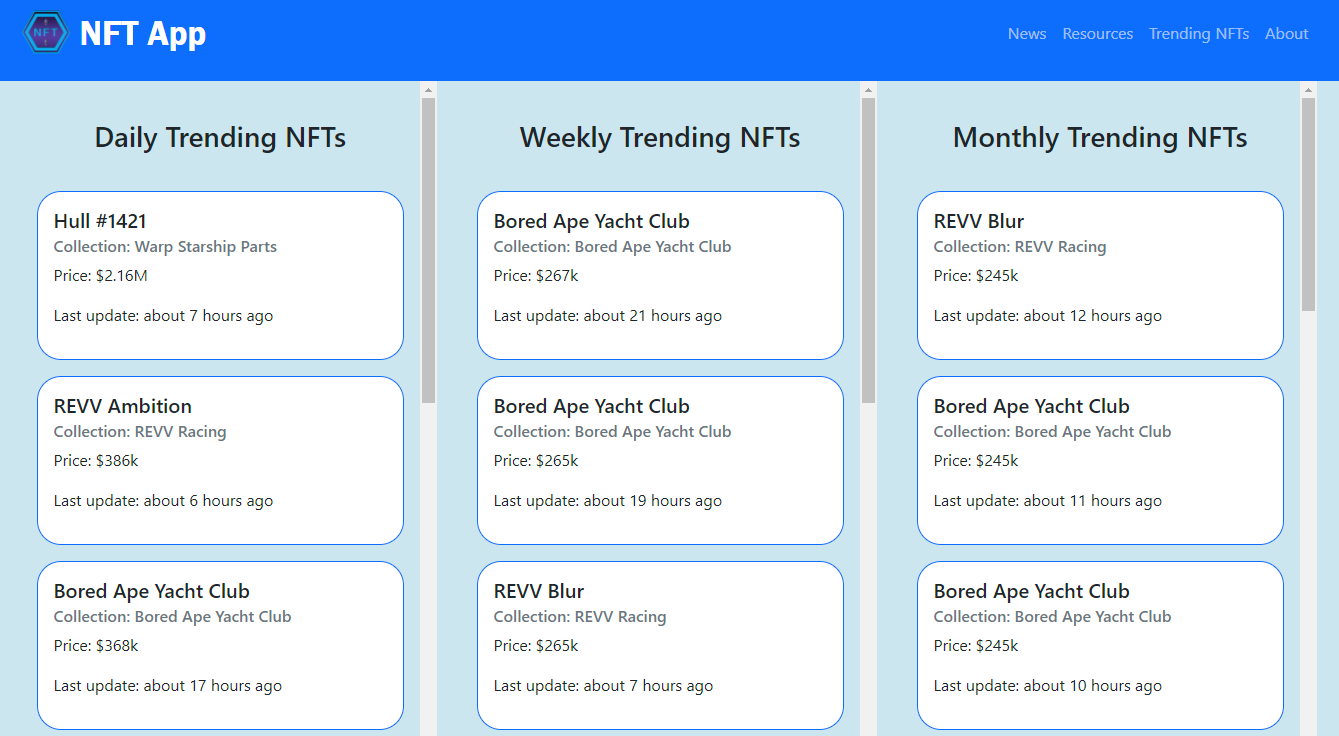 NFT
NFT App
News Resources Trending NFTs About
Daily Trending NFTs
Hull #1421
Collection: Warp Starship Parts
Price: $2.16M
Last update: about 7 hours ago
REVV Ambition
Collection: REVV Racing
Price: $386k
Last update: about 6 hours ago
Bored Ape Yacht Club
Collection: Bored Ape Yacht Club
Price: $368k
Last update: about 17 hours ago
Weekly Trending NFTs
Bored Ape Yacht Club
Collection: Bored Ape Yacht Club
Price: $267k
Last update: about 21 hours ago
Bored Ape Yacht Club
Collection: Bored Ape Yacht Club
Price: $265k
Last update: about 19 hours ago
REVV Blur
Collection: REVV Racing
Price: $265k
Last update: about 7 hours ago
Monthly Trending NFTs
REVV Blur
Collection: REVV Racing
Price: $245k
Last update: about 12 hours ago
Bored Ape Yacht Club
Collection: Bored Ape Yacht Club
Price: $245k
Last update: about 11 hours ago
Bored Ape Yacht Club
Collection: Bored Ape Yacht Club
Price: $245k
Last update: about 10 hours ago